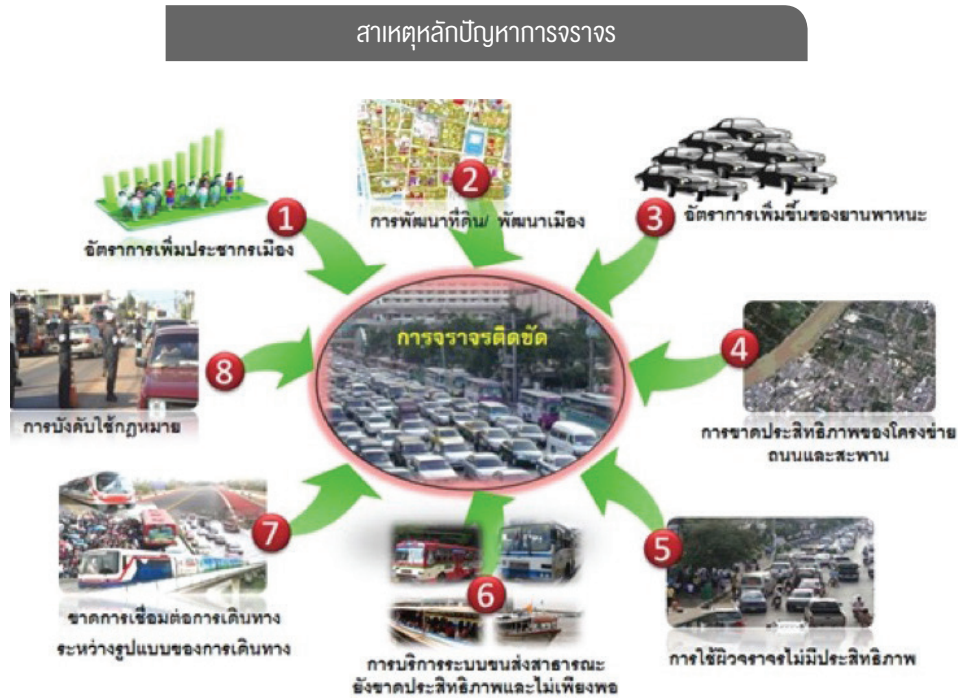 สาเหตุหลักปัญหาการจราจร
1
อัตราการเพิ่มประชากรเมือง
2
การพัฒนาที่ดิน/ พัฒนาเมือง
3
อัตราการเพิ่มขึ้นของยานพาหนะ
การจราจรติดขัด
4
การขาดประสิทธิภาพของโครงข่าย
ถนนและสะพาน
8
การบังคับใช้กฎหมาย
7
ขาดการเชื่อมต่อการเดินทาง
ระหว่างรูปแบบของการเดินทาง
6
การบริการระบบขนส่งสาธารณะ
ยังขาดประสิทธิภาพและไม่เพียงพอ
5
การใช้ผิวจราจรไม่มีประสิทธิภาพ